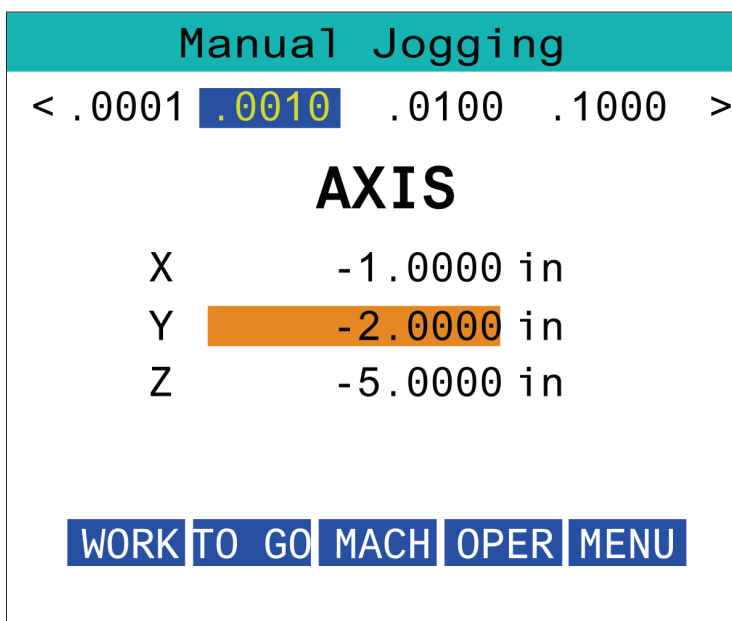 Manual Jogging
< .0001 .0010 .0100 .1000 >
AXIS
X -1.0000 in
Y -2.0000 in
Z -5.0000 in
WORK TO GO MACH OPER MENU